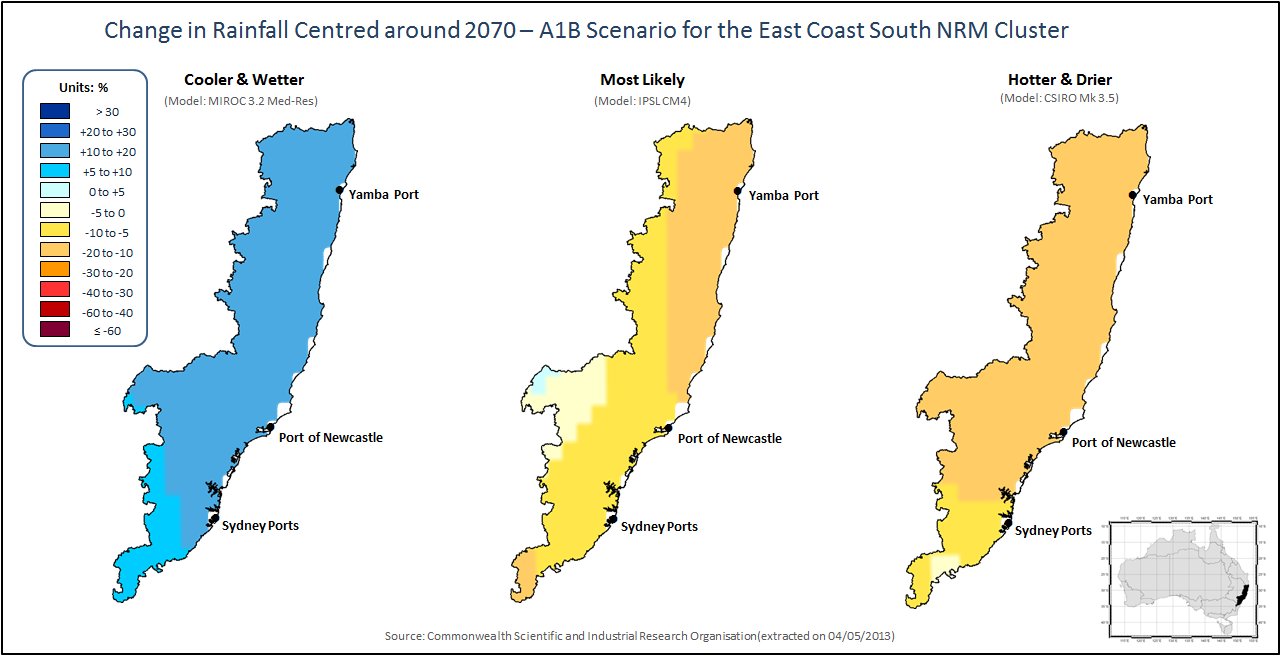 Change in Rainfall Centred around 2070 – A1B Scenario for the East Coast South NRM Cluster
Cooler & Wetter
(Model: MIROC 3.2 Med-Res)
Most Likely
(Model: IPSL CM4)
Hotter & Drier
(Model: CSIRO Mk 3.5)
Units: %
> 30
+20 to +30
+10 to +20
+5 to +10
0 to +5
-5 to 0
-10 to -5
-20 to -10
-30 to -20
-40 to -30
-60 to -40
≤ -60
Yamba Port
Port of Newcastle
Sydney Ports
Yamba Port
Port of Newcastle
Sydney Ports
Yamba Port
Port of Newcastle
Sydney Ports
Source: Commonwealth Scientific and Industrial Research Organisation(extracted on 04/05/2013)